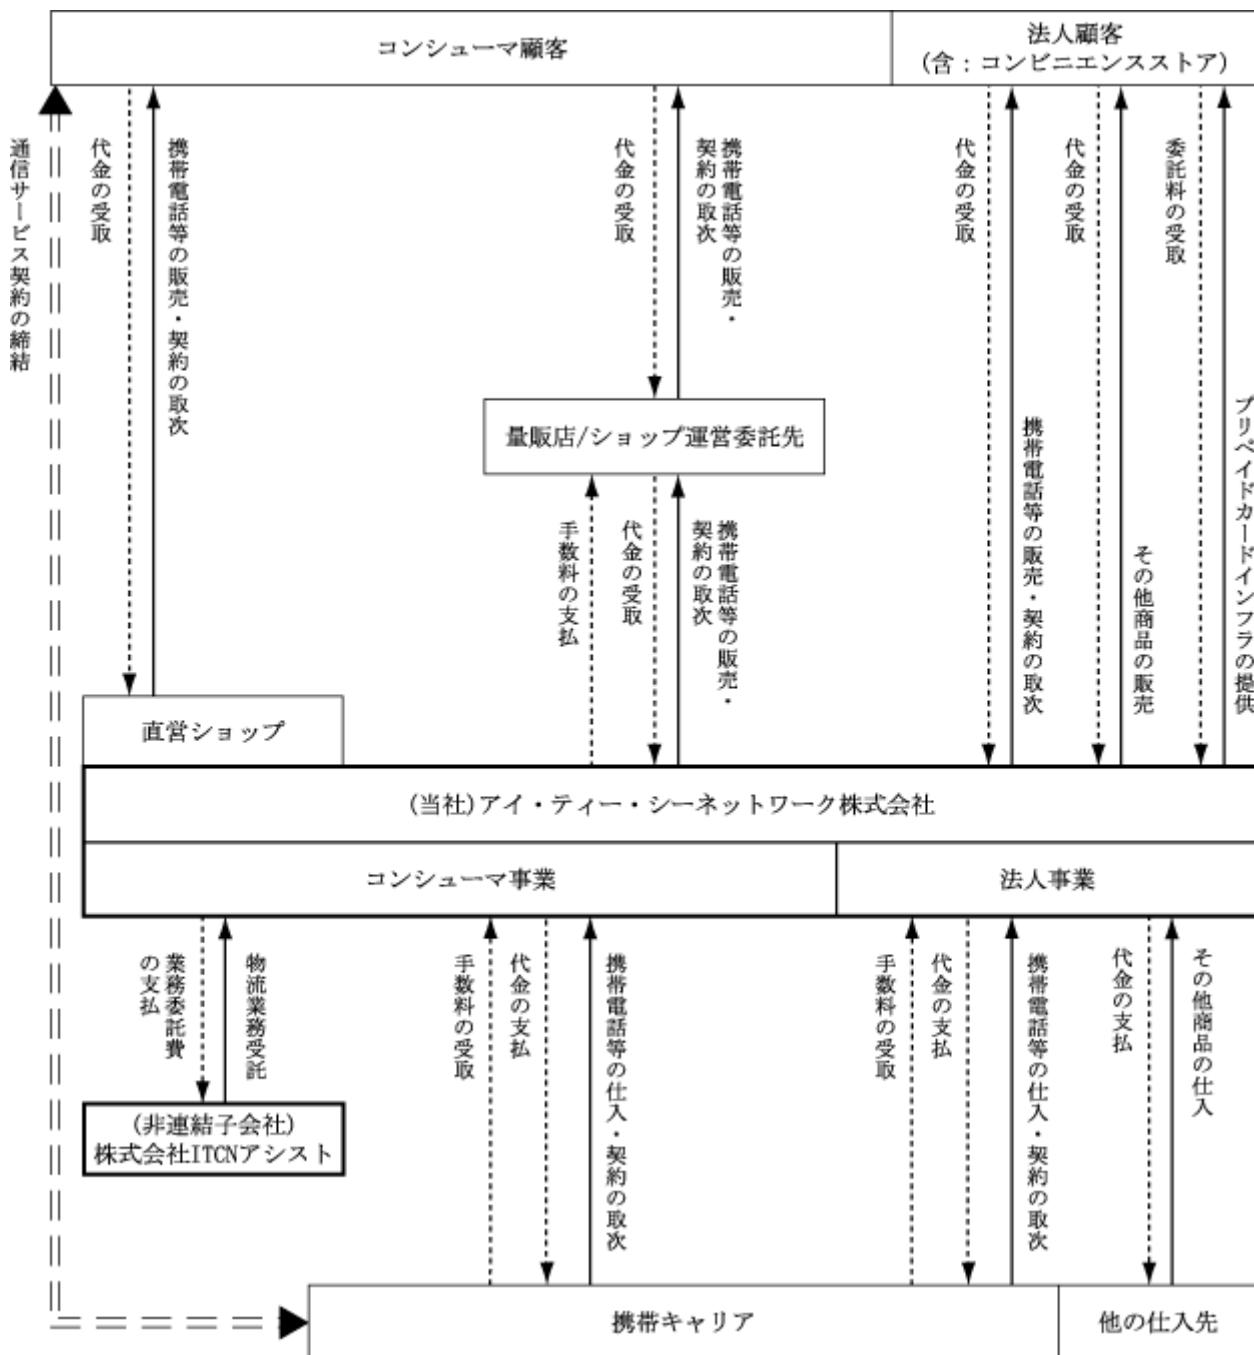 コンシューマ顧客
法人顧客
(含：コンビニエンスストア)
通信サービス契約の締結
代金の受取
携帯電話等の販売・契約の取次
代金の受取
携帯電話等の販売・
契約の取次
代金の受取
携帯電話等の販売・契約の取次
代金の受取
その他商品の販売
委託料の受取
プリペイドカードインフラの提供
量販店/ショップ運営委託先
手数料の支払
代金の受取
携帯電話等の販売・
契約の取次
直営ショップ
(当社)アイ・ティー・シーネットワーク株式会社
コンシューマ事業
法人事業
業務委託費
の支払
物流業務受託
手数料の受取
代金の支払
携帯電話等の仕入・契約の取次
手数料の受取
代金の支払
携帯電話等の仕入・契約の取次
代金の支払
その他商品の仕入
(非連結子会社)
株式会社ITCNアシスト
携帯キャリア
他の仕入先